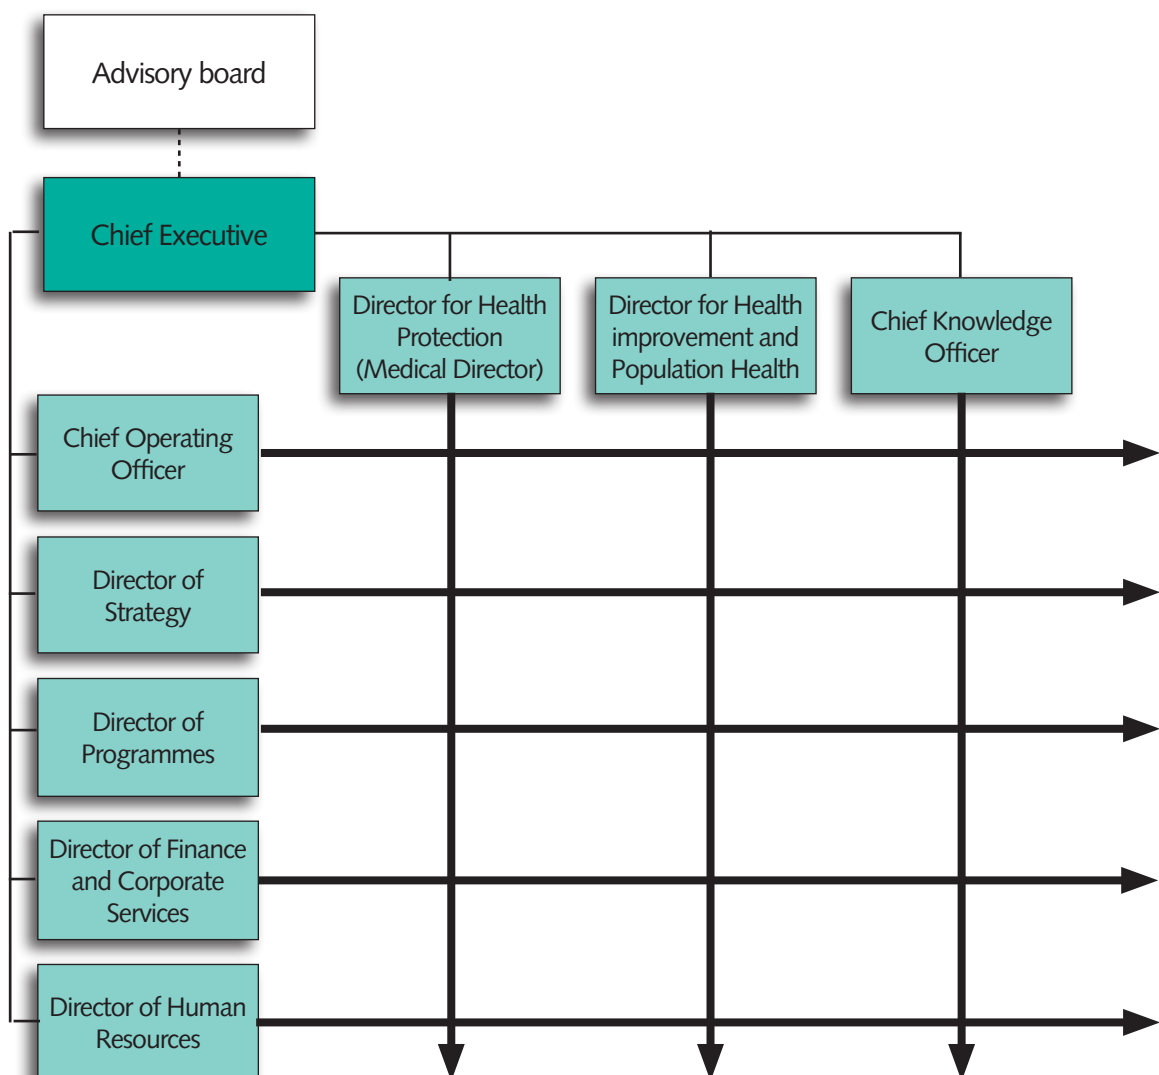 Advisory board
Chief Executive
Director for Health
Protection
(Medical Director)
Director for Health
improvement and
Population Health
Chief Knowledge
Officer
Chief Operating
Officer
Director of
Strategy
Director of
Programmes
Director of Finance
and Corporate
Services
Director of Human
Resources